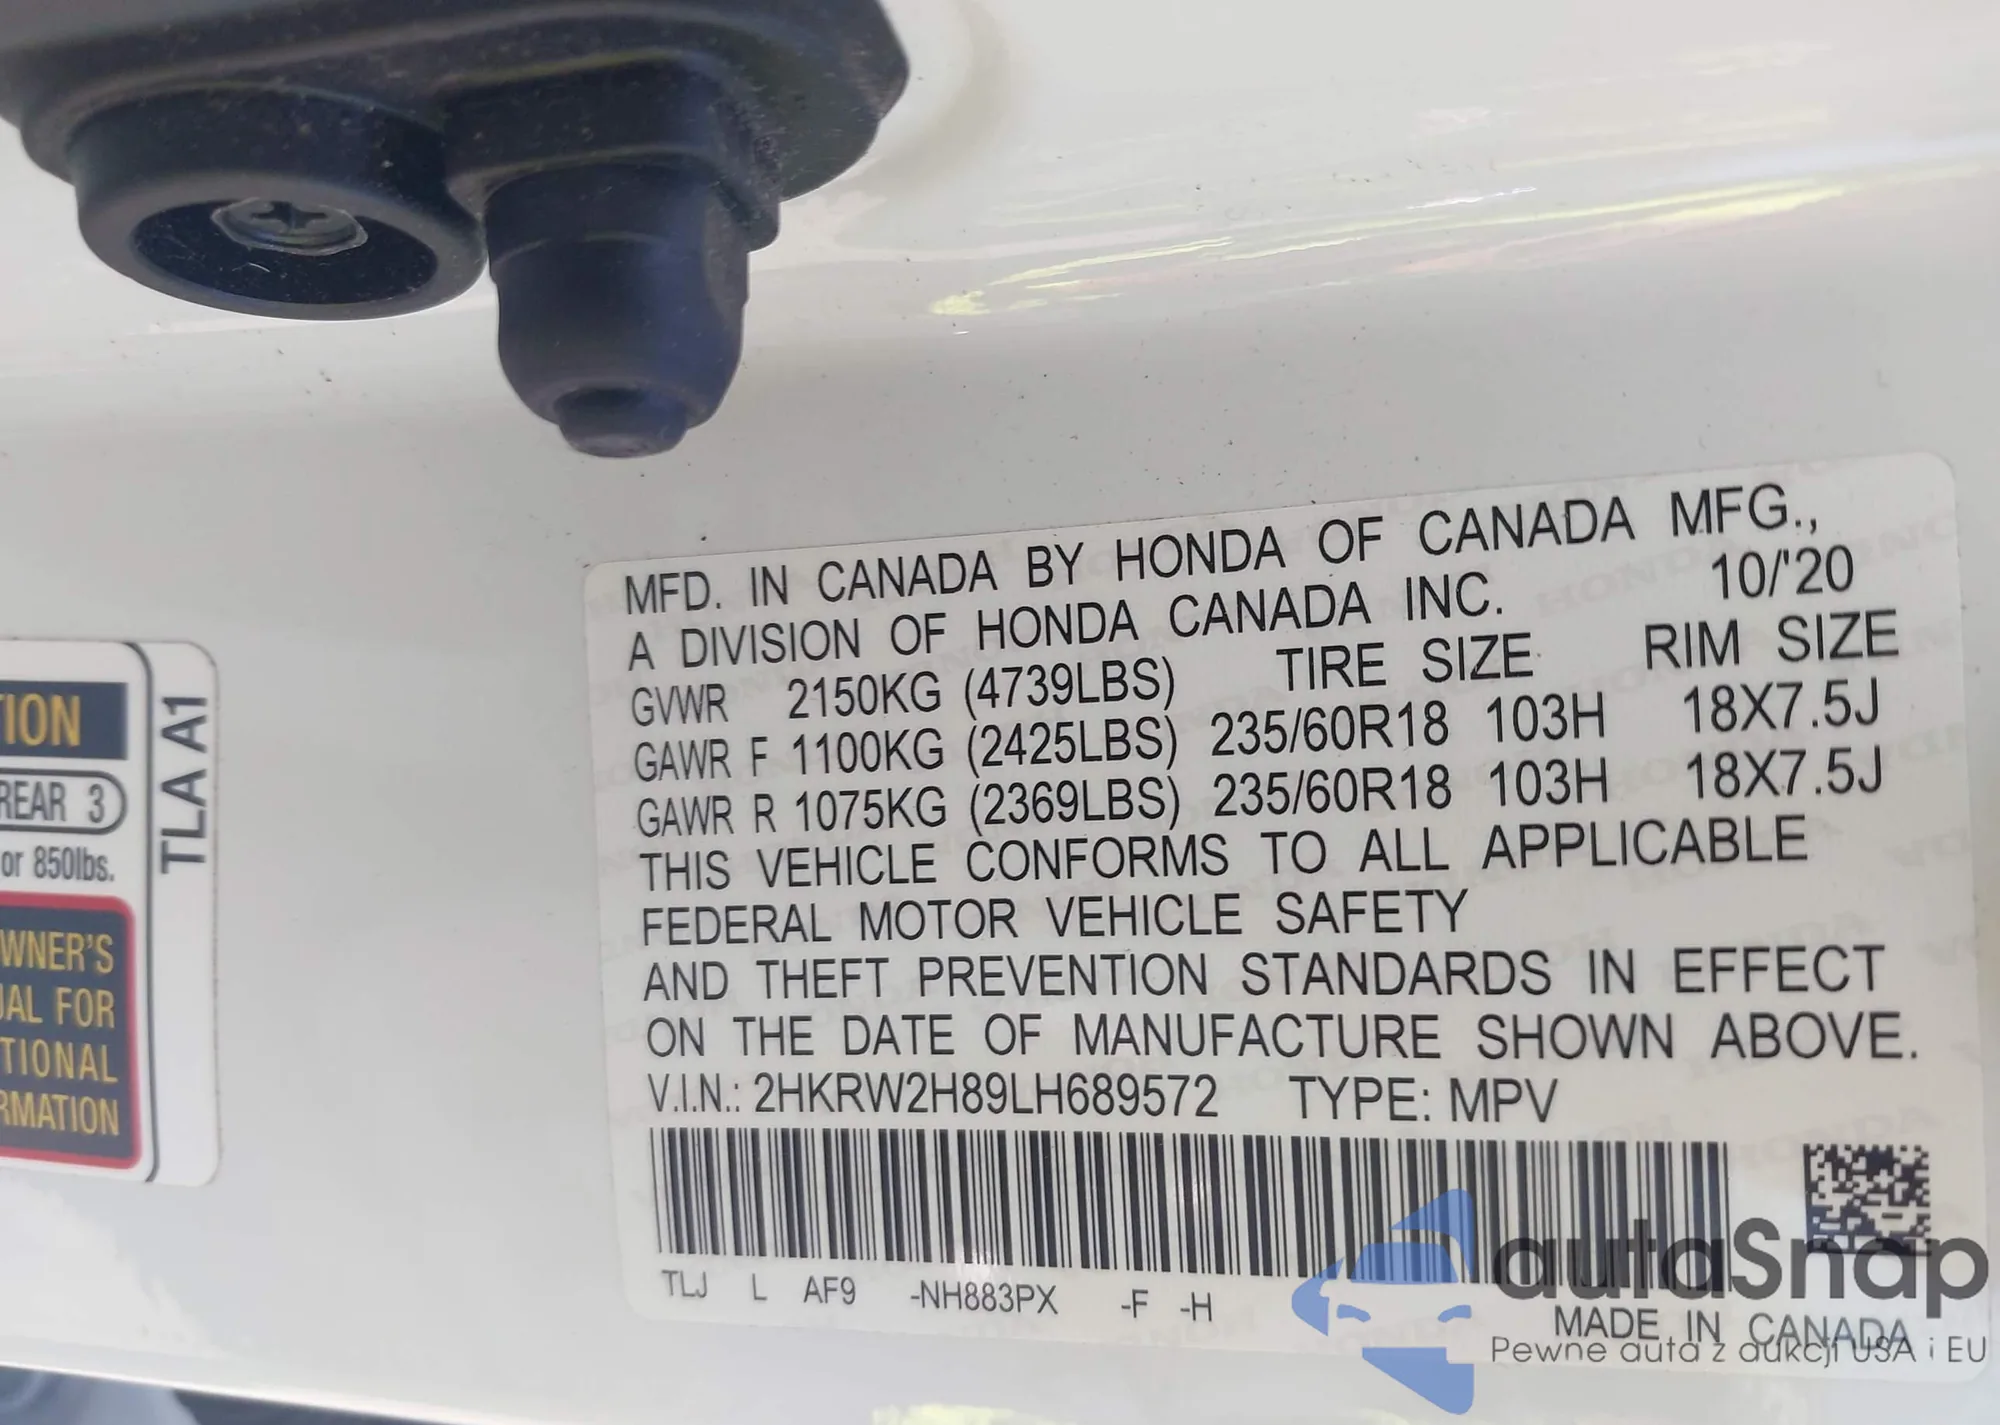 TION
REAR 3
or 850lbs.
WNER'S
UAL FOR
TIONAL
RMATION
TLA A1
MFD. IN CANADA BY HONDA OF CANADA MFG.,
A DIVISION OF HONDA CANADA INC. 10/'20
GVWR 2150KG (4739LBS) TIRE SIZE RIM SIZE
GAWR F 1100KG (2425LBS) 235/60R18 103H 18X7.5J
GAWR R 1075KG (2369LBS) 235/60R18 103H 18X7.5J
THIS VEHICLE CONFORMS TO ALL APPLICABLE
FEDERAL MOTOR VEHICLE SAFETY
AND THEFT PREVENTION STANDARDS IN EFFECT
ON THE DATE OF MANUFACTURE SHOWN ABOVE.
V.I.N.: 2HKRW2H89LH689572 TYPE: MPV
TLJ L AF9 -NH883PX -F -H
MADE IN CANADA
autaSnap
Pewne auta z aukcji USA i EU